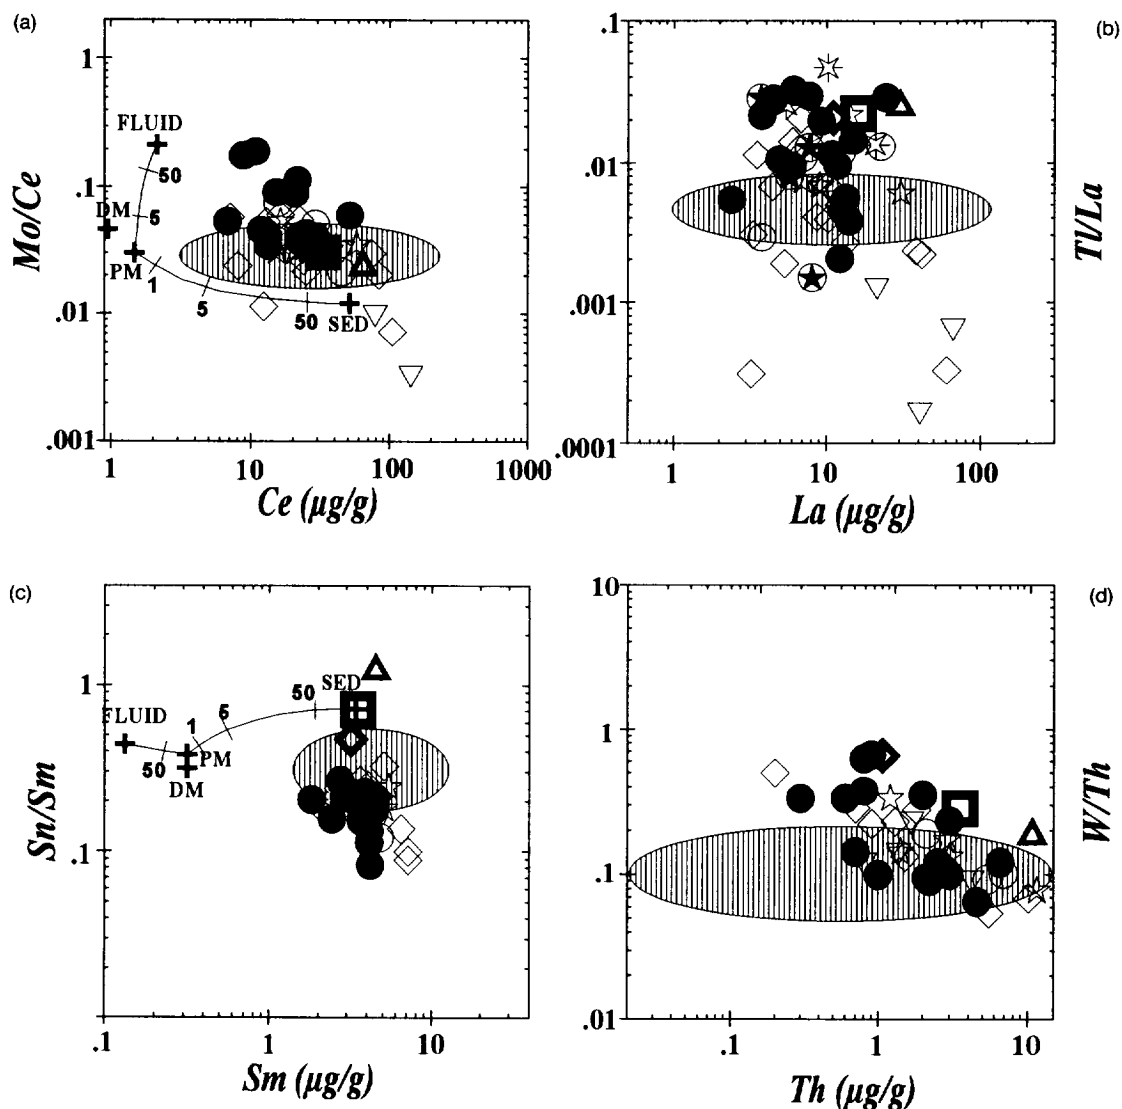 (a)
1
.1
.01
.001
Mo/Ce
FLUID
50
DM
5
PM
1
5
50
SED
1 10 100 1000
Ce (µg/g)
(b)
.1
.01
.001
.0001
Tl/La
1 10 100
La (µg/g)
(c)
1
.1
Sn/Sm
FLUID
50
1
PM
DM
5
50
SED
.1 1 10
Sm (µg/g)
(d)
10
1
.1
.01
W/Th
.1 1 10
Th (µg/g)